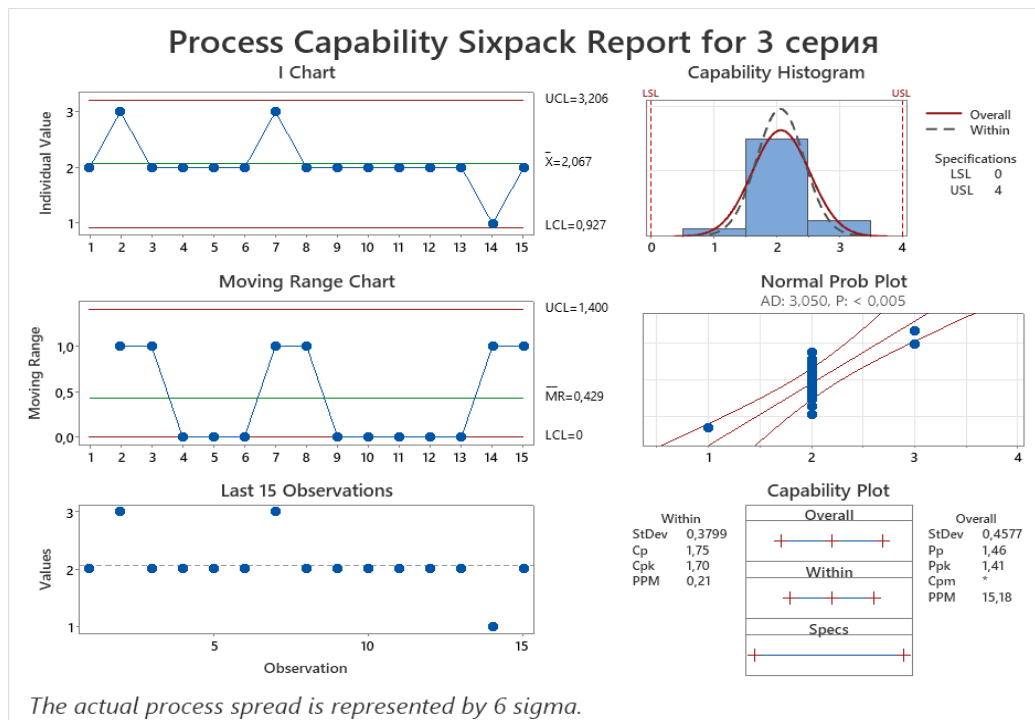 Process Capability Sixpack Report for 3 серия
I Chart
Individual Value
3
2
1
1 2 3 4 5 6 7 8 9 10 11 12 13 14 15
UCL=3,206
X̄=2,067
LCL=0,927
Capability Histogram
LSL
USL
0 1 2 3 4
Overall
Within
Specifications
LSL 0
USL 4
Moving Range Chart
Moving Range
1,0
0,5
0,0
1 2 3 4 5 6 7 8 9 10 11 12 13 14 15
UCL=1,400
M̄R̄=0,429
LCL=0
Normal Prob Plot
AD: 3,050, P: < 0,005
1 2 3 4
Last 15 Observations
Values
3
2
1
5 10 15
Observation
Capability Plot
Within
StDev 0,3799
Cp 1,75
Cpk 1,70
PPM 0,21
Overall
Within
Specs
Overall
StDev 0,4577
Pp 1,46
Ppk 1,41
Cpm *
PPM 15,18
The actual process spread is represented by 6 sigma.